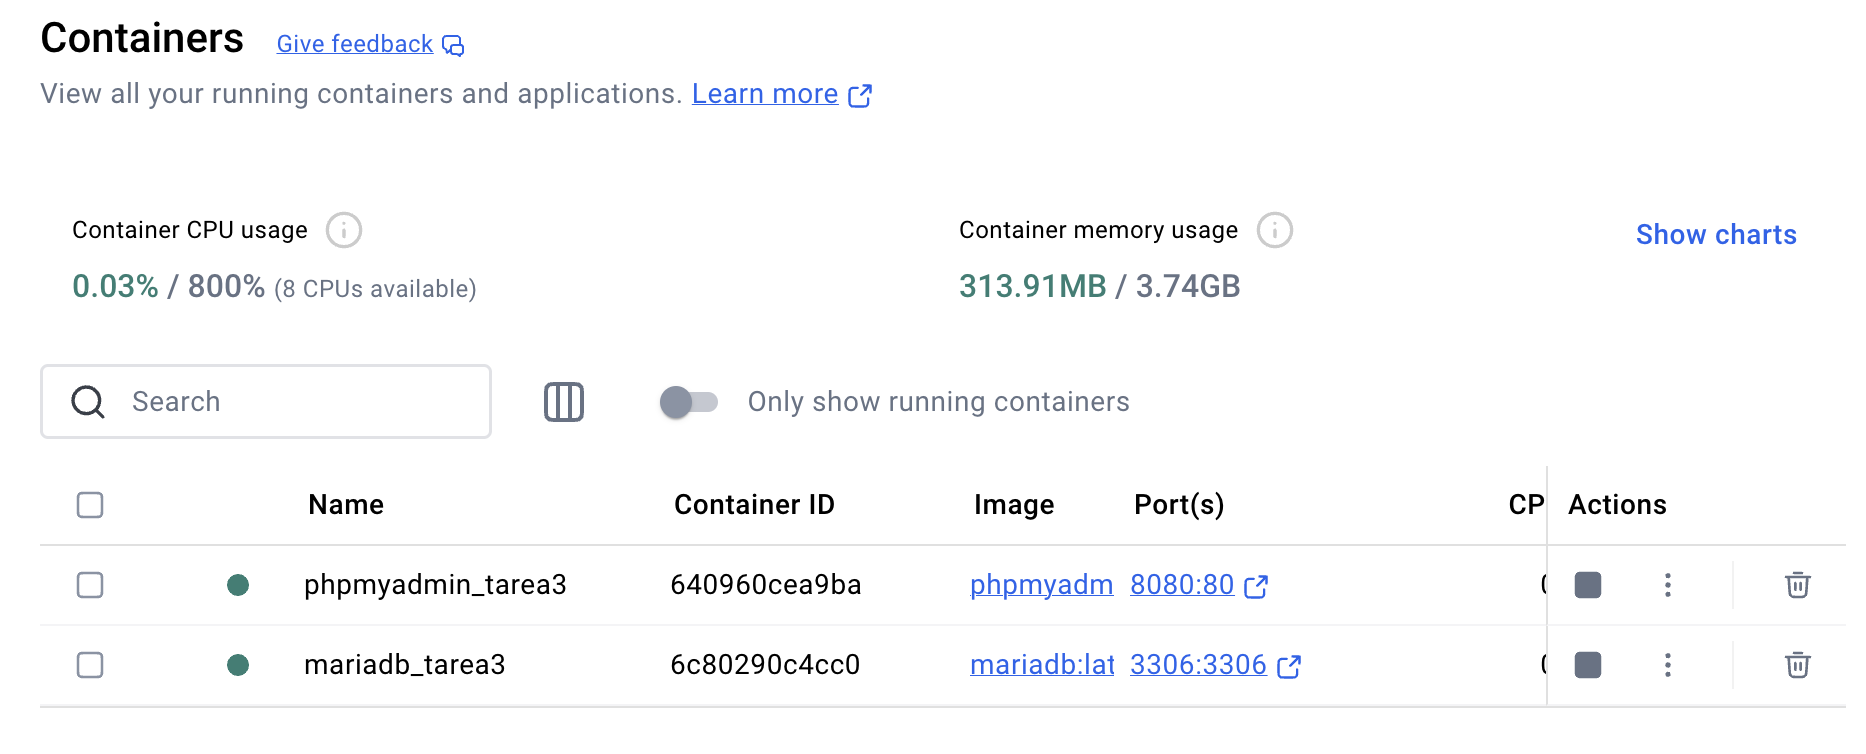 Containers Give feedback
View all your running containers and applications. Learn more
Container CPU usage
0.03% / 800% (8 CPUs available)
Container memory usage
313.91MB / 3.74GB
Show charts
Search
Only show running containers
Name Container ID Image Port(s) CP Actions
phpmyadmin_tarea3 640960cea9ba phpmyadm 8080:80
mariadb_tarea3 6c80290c4cc0 mariadb:lat 3306:3306